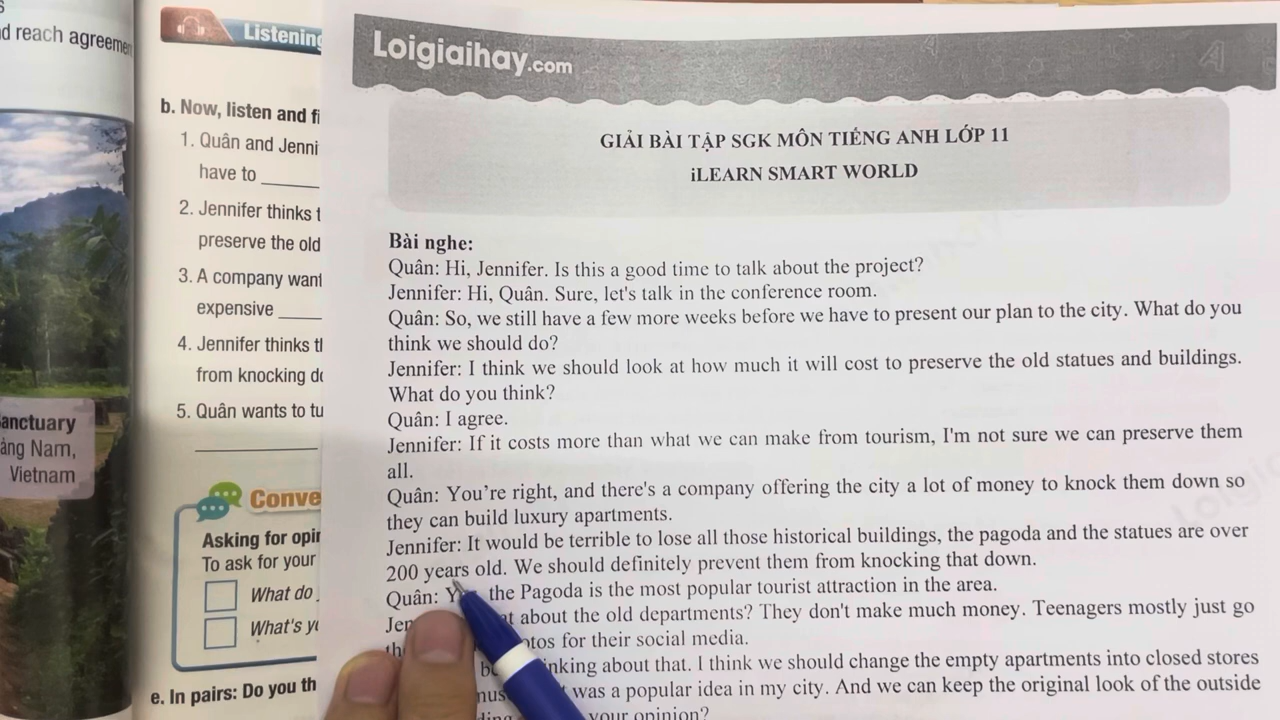 d reach agreemen
anctuary
ảng Nam,
Vietnam
Listening
b. Now, listen and fi
1. Quân and Jenni
have to
2. Jennifer thinks t
preserve the old
3. A company want
expensive
4. Jennifer thinks th
from knocking do
5. Quân wants to tu
Conve
Asking for opin
To ask for your
What do
What's yo
e. In pairs: Do you th
Loigiaihay.com
GIẢI BÀI TẬP SGK MÔN TIẾNG ANH LỚP 11
iLEARN SMART WORLD
Bài nghe:
Quân: Hi, Jennifer. Is this a good time to talk about the project?
Jennifer: Hi, Quân. Sure, let's talk in the conference room.
Quân: So, we still have a few more weeks before we have to present our plan to the city. What do you
think we should do?
Jennifer: I think we should look at how much it will cost to preserve the old statues and buildings.
What do you think?
Quân: I agree.
Jennifer: If it costs more than what we can make from tourism, I'm not sure we can preserve them
all.
Quân: You're right, and there's a company offering the city a lot of money to knock them down so
they can build luxury apartments.
Jennifer: It would be terrible to lose all those historical buildings, the pagoda and the statues are over
200 years old. We should definitely prevent them from knocking that down.
Quân: the Pagoda is the most popular tourist attraction in the area.
Jen about the old departments? They don't make much money. Teenagers mostly just go
for their social media.
inking about that. I think we should change the empty apartments into closed stores
was a popular idea in my city. And we can keep the original look of the outside
your opinion?